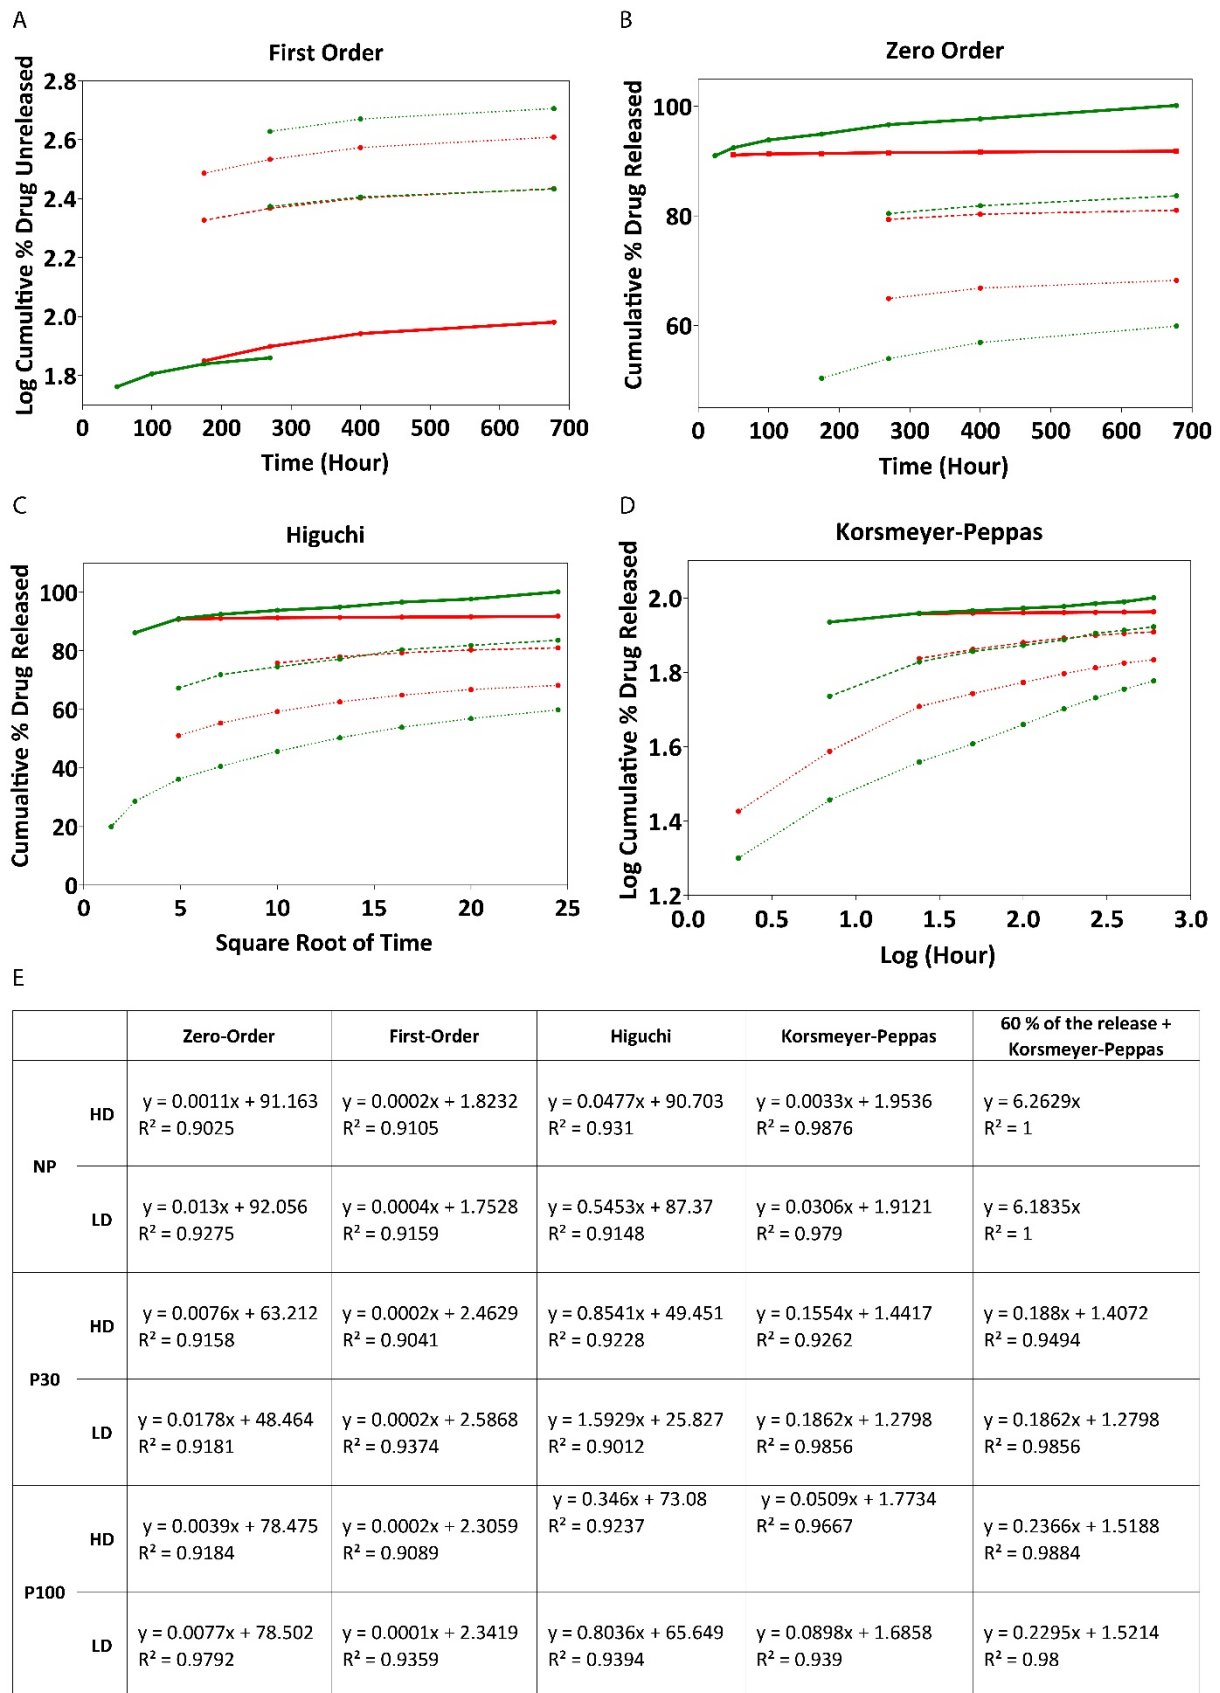 A
First Order
Log Cumultive % Drug Unreleased
2.8
2.6
2.4
2.2
2.0
1.8
0 100 200 300 400 500 600 700
Time (Hour)
B
Zero Order
Cumulative % Drug Released
100
80
60
0 100 200 300 400 500 600 700
Time (Hour)
C
Higuchi
Cumualtive % Drug Released
100
80
60
40
20
0
0 5 10 15 20 25
Square Root of Time
D
Korsmeyer-Peppas
Log Cumulative % Drug Released
2.0
1.8
1.6
1.4
1.2
0.0 0.5 1.0 1.5 2.0 2.5 3.0
Log (Hour)
E
Zero-Order First-Order Higuchi Korsmeyer-Peppas 60 % of the release +
Korsmeyer-Peppas
NP
HD
y = 0.0011x + 91.163 y = 0.0002x + 1.8232 y = 0.0477x + 90.703 y = 0.0033x + 1.9536 y = 6.2629x
R² = 0.9025 R² = 0.9105 R² = 0.931 R² = 0.9876 R² = 1
LD
y = 0.013x + 92.056 y = 0.0004x + 1.7528 y = 0.5453x + 87.37 y = 0.0306x + 1.9121 y = 6.1835x
R² = 0.9275 R² = 0.9159 R² = 0.9148 R² = 0.979 R² = 1
P30
HD
y = 0.0076x + 63.212 y = 0.0002x + 2.4629 y = 0.8541x + 49.451 y = 0.1554x + 1.4417 y = 0.188x + 1.4072
R² = 0.9158 R² = 0.9041 R² = 0.9228 R² = 0.9262 R² = 0.9494
LD
y = 0.0178x + 48.464 y = 0.0002x + 2.5868 y = 1.5929x + 25.827 y = 0.1862x + 1.2798 y = 0.1862x + 1.2798
R² = 0.9181 R² = 0.9374 R² = 0.9012 R² = 0.9856 R² = 0.9856
P100
HD
y = 0.0039x + 78.475 y = 0.0002x + 2.3059 y = 0.346x + 73.08 y = 0.0509x + 1.7734 y = 0.2366x + 1.5188
R² = 0.9184 R² = 0.9089 R² = 0.9237 R² = 0.9667 R² = 0.9884
LD
y = 0.0077x + 78.502 y = 0.0001x + 2.3419 y = 0.8036x + 65.649 y = 0.0898x + 1.6858 y = 0.2295x + 1.5214
R² = 0.9792 R² = 0.9359 R² = 0.9394 R² = 0.939 R² = 0.98